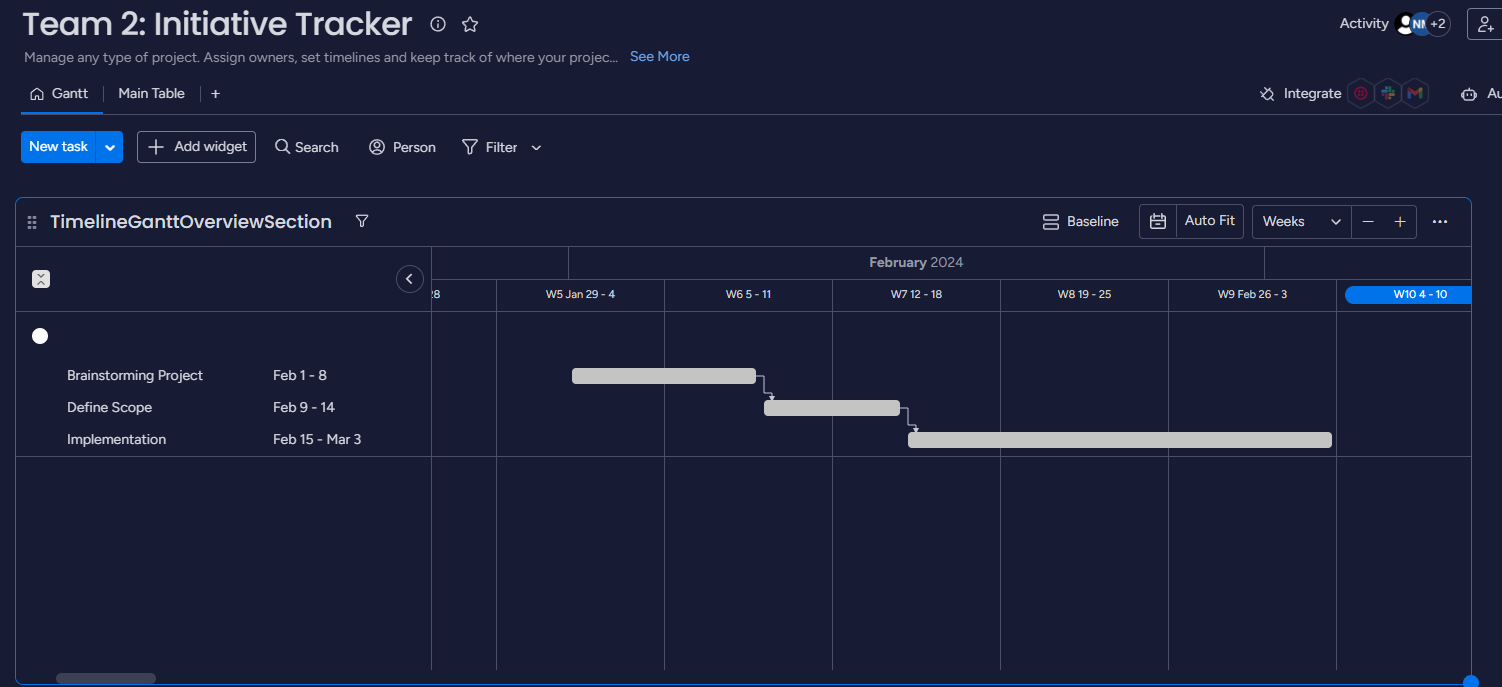 Team 2: Initiative Tracker
Activity NM +2
Manage any type of project. Assign owners, set timelines and keep track of where your projec... See More
Gantt Main Table + Integrate Au
New task Add widget Search Person Filter
TimelineGanttOverviewSection Baseline Auto Fit Weeks − + ...
February 2024
28 W5 Jan 29 - 4 W6 5 - 11 W7 12 - 18 W8 19 - 25 W9 Feb 26 - 3 W10 4 - 10
Brainstorming Project Feb 1 - 8
Define Scope Feb 9 - 14
Implementation Feb 15 - Mar 3